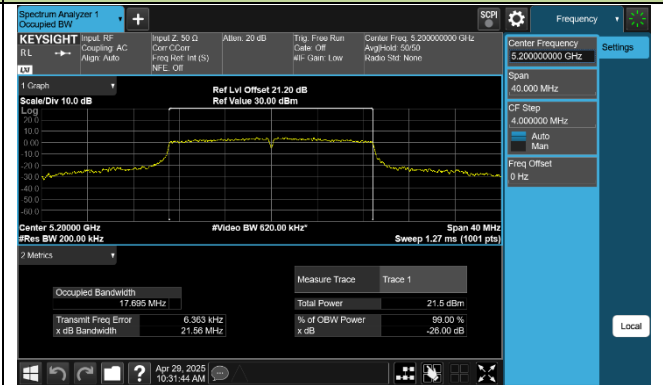 Spectrum Analyzer 1
Occupied BW
+
SCPI
Frequency
KEYSIGHT
RL
LXI
Input: RF
Coupling: AC
Align: Auto
Input Z: 50 Ω
Corr CCorr
Freq Ref: Int (S)
NFE: Off
Atten: 20 dB
Trig: Free Run
Gate: Off
#IF Gain: Low
Center Freq: 5.200000000 GHz
Avg|Hold: 50/50
Radio Std: None
Center Frequency
5.200000000 GHz
Settings
Span
40.000 MHz
CF Step
4.000000 MHz
Auto
Man
Freq Offset
0 Hz
Local
1 Graph
Scale/Div 10.0 dB
Ref Lvl Offset 21.20 dB
Ref Value 30.00 dBm
Log
20.0
10.0
0.00
-10.0
-20.0
-30.0
-40.0
-50.0
-60.0
Center 5.20000 GHz
#Video BW 620.00 kHz*
Span 40 MHz
#Res BW 200.00 kHz
Sweep 1.27 ms (1001 pts)
2 Metrics
Measure Trace Trace 1
Occupied Bandwidth
17.695 MHz
Total Power 21.5 dBm
Transmit Freq Error 6.363 kHz
% of OBW Power 99.00 %
x dB Bandwidth 21.56 MHz
x dB -26.00 dB
?
Apr 29, 2025
10:31:44 AM